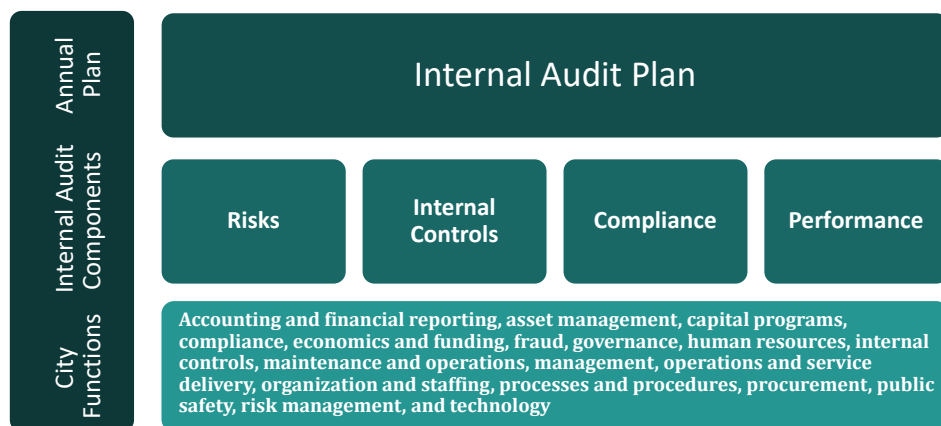 Annual
Plan
Internal Audit Plan
Internal Audit
Components
Risks
Internal
Controls
Compliance
Performance
City
Functions
Accounting and financial reporting, asset management, capital programs,
compliance, economics and funding, fraud, governance, human resources, internal
controls, maintenance and operations, management, operations and service
delivery, organization and staffing, processes and procedures, procurement, public
safety, risk management, and technology